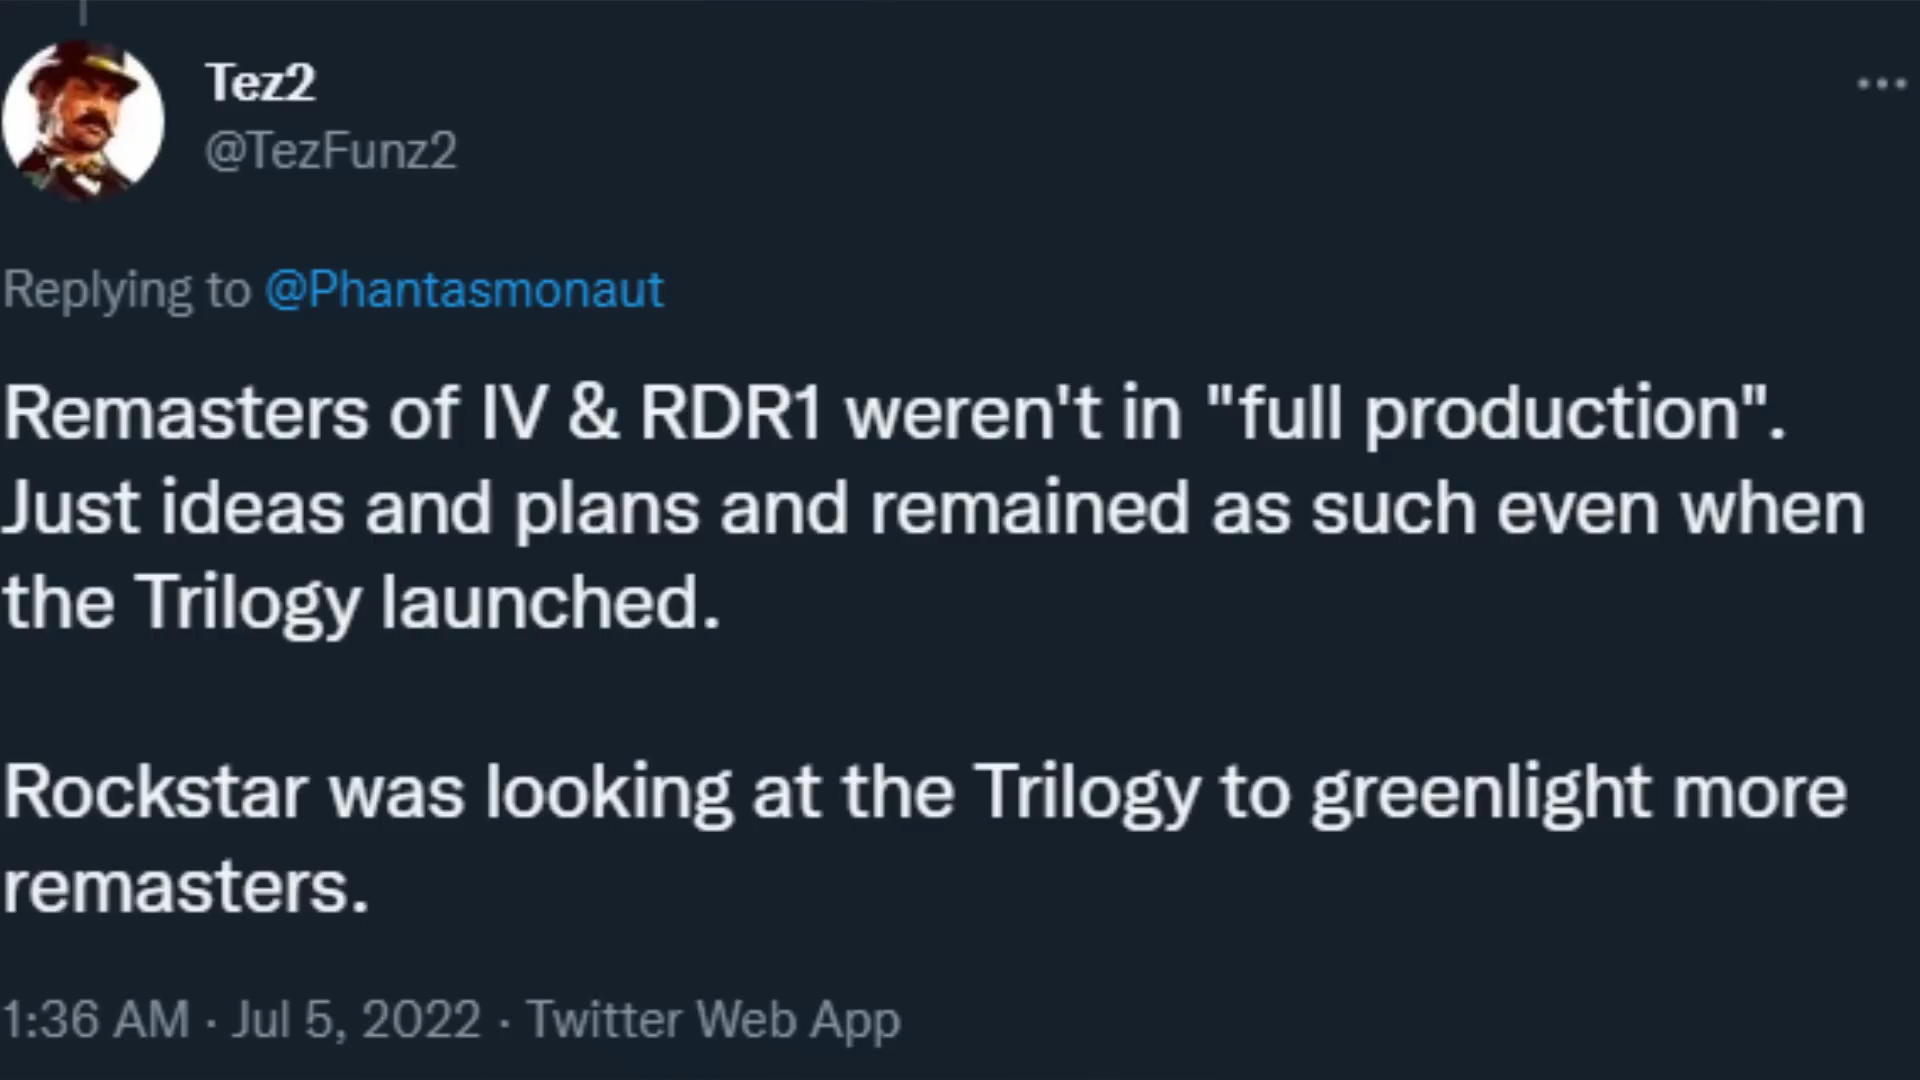 Tez2
@TezFunz2
Replying to @Phantasmonaut
Remasters of IV & RDR1 weren't in "full production".
Just ideas and plans and remained as such even when
the Trilogy launched.
Rockstar was looking at the Trilogy to greenlight more
remasters.
1:36 AM · Jul 5, 2022 · Twitter Web App